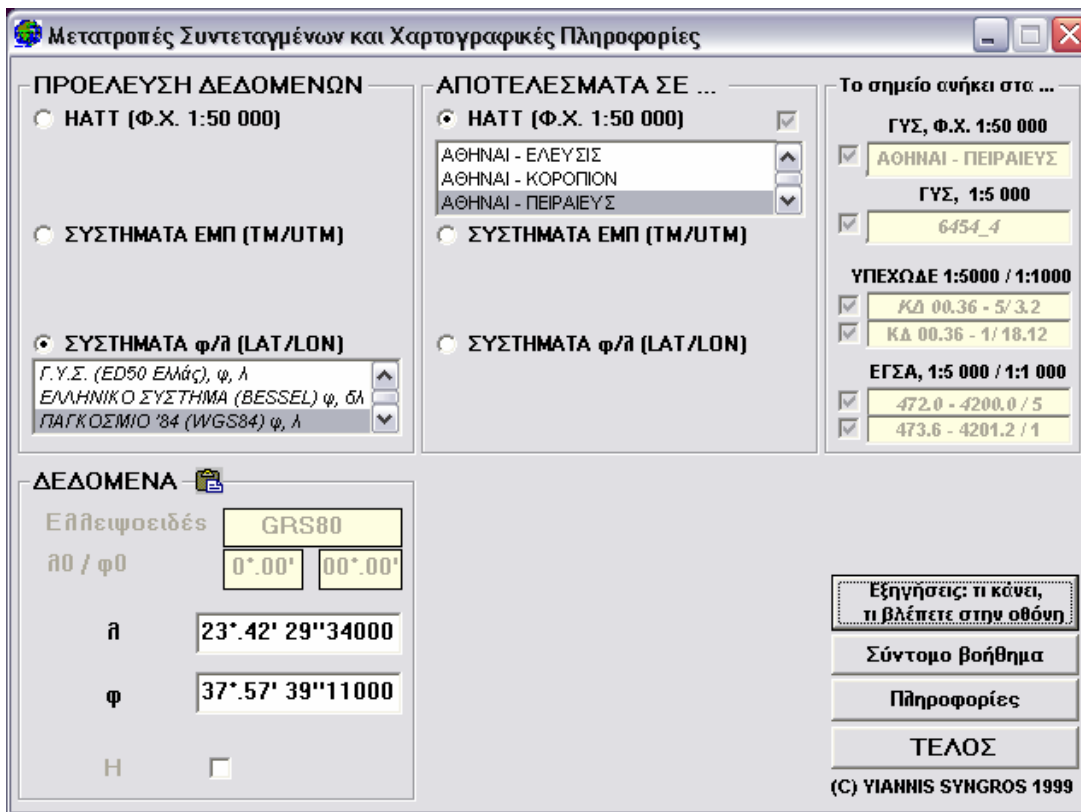 Μετατροπές Συντεταγμένων και Χαρτογραφικές Πληροφορίες
ΠΡΟΕΛΕΥΣΗ ΔΕΔΟΜΕΝΩΝ
HATT (Φ.Χ. 1:50 000)
ΣΥΣΤΗΜΑΤΑ ΕΜΠ (TM/UTM)
ΣΥΣΤΗΜΑΤΑ φ/λ (LAT/LON)
Γ.Υ.Σ. (ED50 Ελλάς), φ, λ
ΕΛΛΗΝΙΚΟ ΣΥΣΤΗΜΑ (BESSEL) φ, δλ
ΠΑΓΚΟΣΜΙΟ '84 (WGS84) φ, λ
ΑΠΟΤΕΛΕΣΜΑΤΑ ΣΕ ...
HATT (Φ.Χ. 1:50 000)
ΑΘΗΝΑΙ - ΕΛΕΥΣΙΣ
ΑΘΗΝΑΙ - ΚΟΡΟΠΙΟΝ
ΑΘΗΝΑΙ - ΠΕΙΡΑΙΕΥΣ
ΣΥΣΤΗΜΑΤΑ ΕΜΠ (TM/UTM)
ΣΥΣΤΗΜΑΤΑ φ/λ (LAT/LON)
Το σημείο ανήκει στα ...
ΓΥΣ, Φ.Χ. 1:50 000
ΑΘΗΝΑΙ - ΠΕΙΡΑΙΕΥΣ
ΓΥΣ, 1:5 000
6454_4
ΥΠΕΧΩΔΕ 1:5000 / 1:1000
ΚΔ 00.36 - 5/ 3.2
ΚΔ 00.36 - 1/ 18.12
ΕΓΣΑ, 1:5 000 / 1:1 000
472.0 - 4200.0 / 5
473.6 - 4201.2 / 1
ΔΕΔΟΜΕΝΑ
Ελλειψοειδές GRS80
λ0 / φ0 0°.00' 00°.00'
λ 23°.42' 29''34000
φ 37°.57' 39''11000
H
Εξηγήσεις: τι κάνει,
τι βλέπετε στην οθόνη
Σύντομο βοήθημα
Πληροφορίες
ΤΕΛΟΣ
(C) YIANNIS SYNGROS 1999